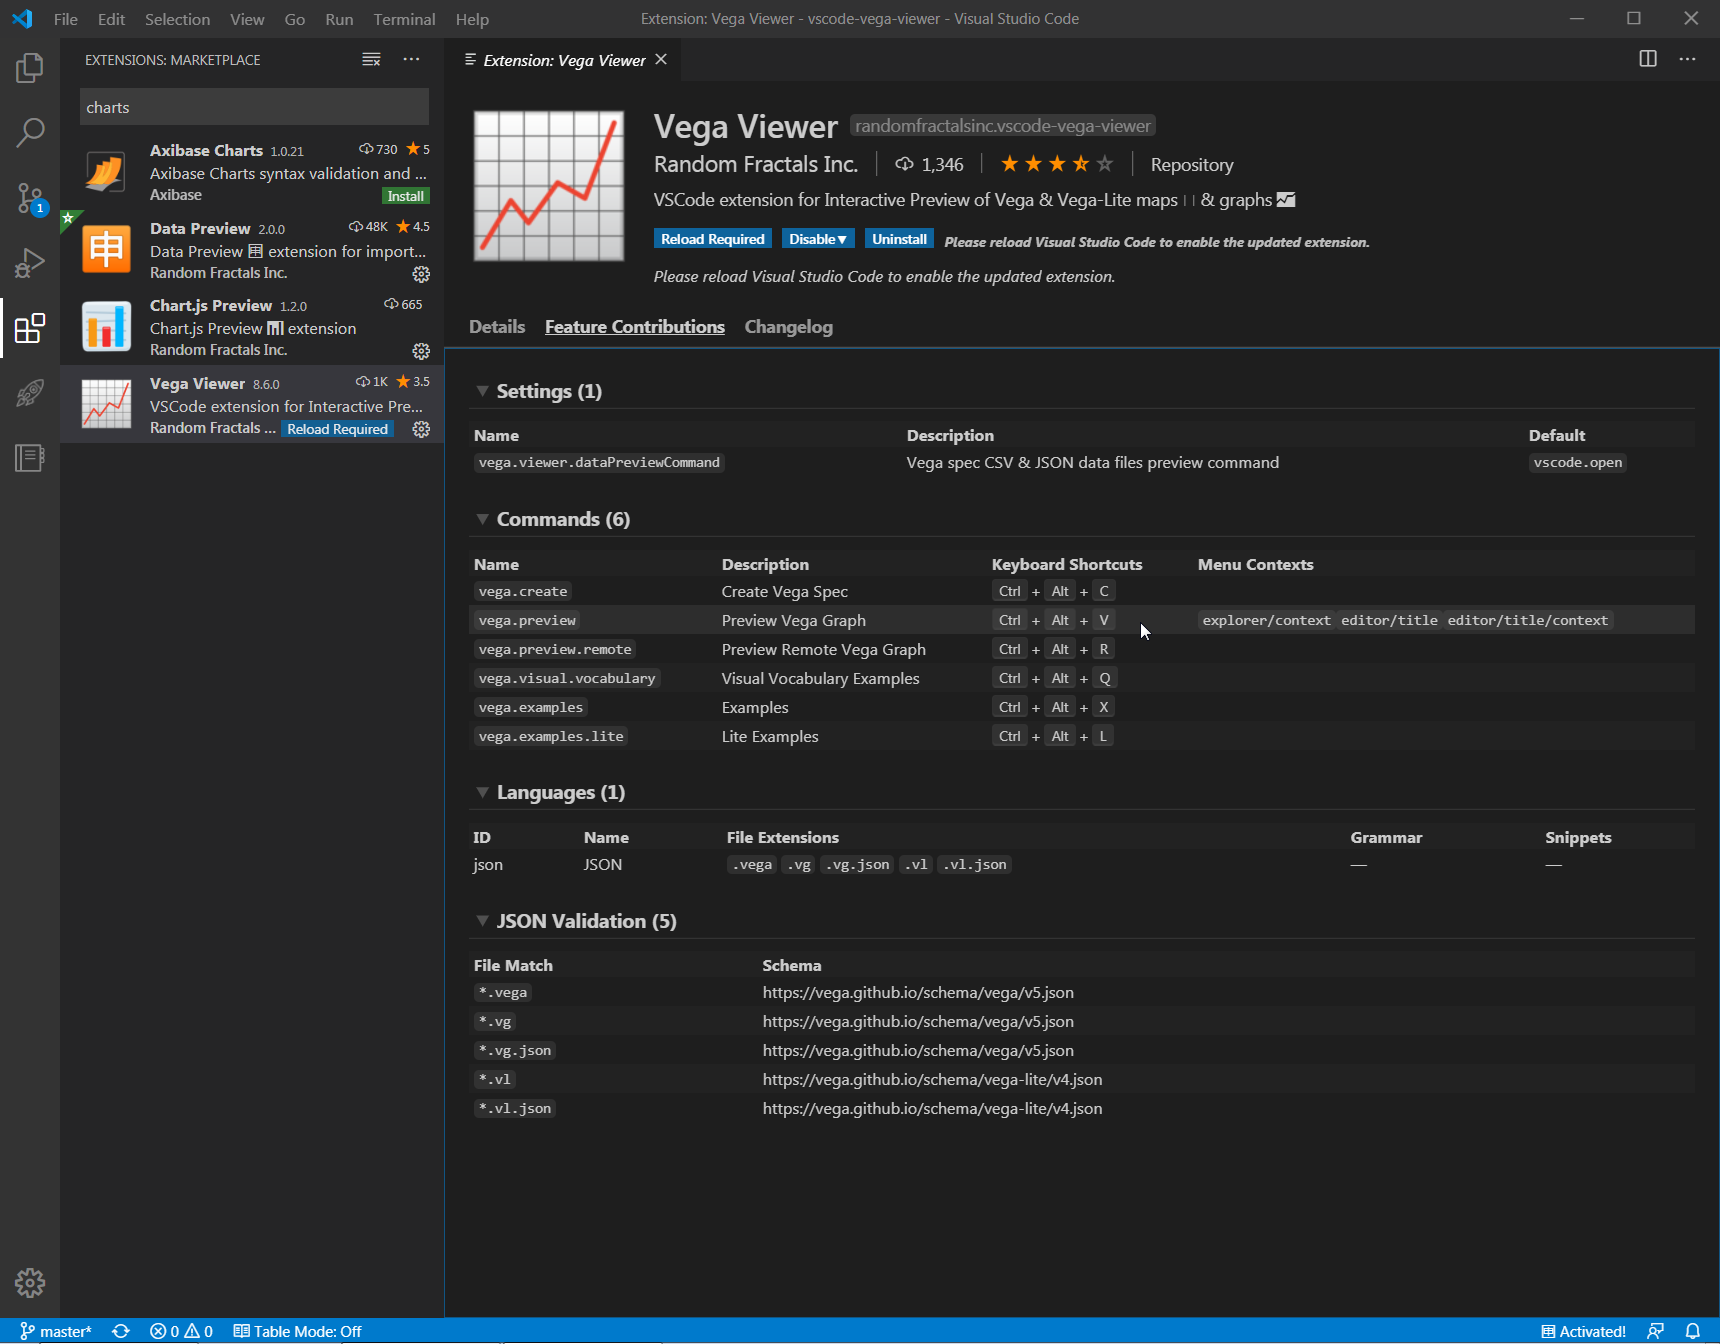 File Edit Selection View Go Run Terminal Help
Extension: Vega Viewer - vscode-vega-viewer - Visual Studio Code
EXTENSIONS: MARKETPLACE
charts
Axibase Charts 1.0.21 730 ★ 5
Axibase Charts syntax validation and ...
Axibase Install
Data Preview 2.0.0 48K ★ 4.5
Data Preview 🈸 extension for import...
Random Fractals Inc.
Chart.js Preview 1.2.0 665
Chart.js Preview 📊 extension
Random Fractals Inc.
Vega Viewer 8.6.0 1K ★ 3.5
VSCode extension for Interactive Pre...
Random Fractals ... Reload Required
1
申
Extension: Vega Viewer
Vega Viewer randomfractalsinc.vscode-vega-viewer
Random Fractals Inc. 1,346 Repository
VSCode extension for Interactive Preview of Vega & Vega-Lite maps & graphs
Reload Required Disable▼ Uninstall Please reload Visual Studio Code to enable the updated extension.
Please reload Visual Studio Code to enable the updated extension.
Details Feature Contributions Changelog
Settings (1)
Name Description Default
vega.viewer.dataPreviewCommand Vega spec CSV & JSON data files preview command vscode.open
Commands (6)
Name Description Keyboard Shortcuts Menu Contexts
vega.create Create Vega Spec Ctrl + Alt + C
vega.preview Preview Vega Graph Ctrl + Alt + V explorer/context editor/title editor/title/context
vega.preview.remote Preview Remote Vega Graph Ctrl + Alt + R
vega.visual.vocabulary Visual Vocabulary Examples Ctrl + Alt + Q
vega.examples Examples Ctrl + Alt + X
vega.examples.lite Lite Examples Ctrl + Alt + L
Languages (1)
ID Name File Extensions Grammar Snippets
json JSON .vega .vg .vg.json .vl .vl.json — —
JSON Validation (5)
File Match Schema
*.vega https://vega.github.io/schema/vega/v5.json
*.vg https://vega.github.io/schema/vega/v5.json
*.vg.json https://vega.github.io/schema/vega/v5.json
*.vl https://vega.github.io/schema/vega-lite/v4.json
*.vl.json https://vega.github.io/schema/vega-lite/v4.json
master* 0 0 Table Mode: Off Activated!